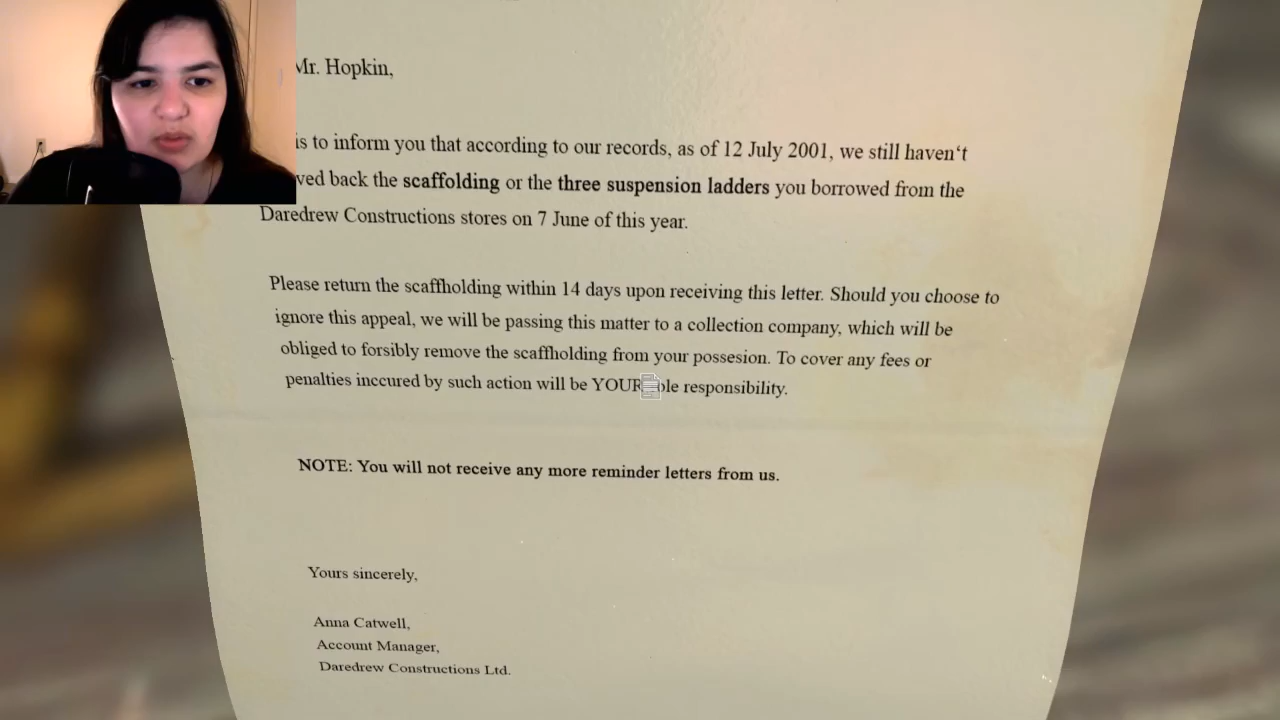 Mr. Hopkin,
is to inform you that according to our records, as of 12 July 2001, we still haven‘t
ved back the scaffolding or the three suspension ladders you borrowed from the
Daredrew Constructions stores on 7 June of this year.
Please return the scaffholding within 14 days upon receiving this letter. Should you choose to
ignore this appeal, we will be passing this matter to a collection company, which will be
obliged to forsibly remove the scaffholding from your possesion. To cover any fees or
penalties inccured by such action will be YOUR ole responsibility.
NOTE: You will not receive any more reminder letters from us.
Yours sincerely,
Anna Catwell,
Account Manager,
Daredrew Constructions Ltd.